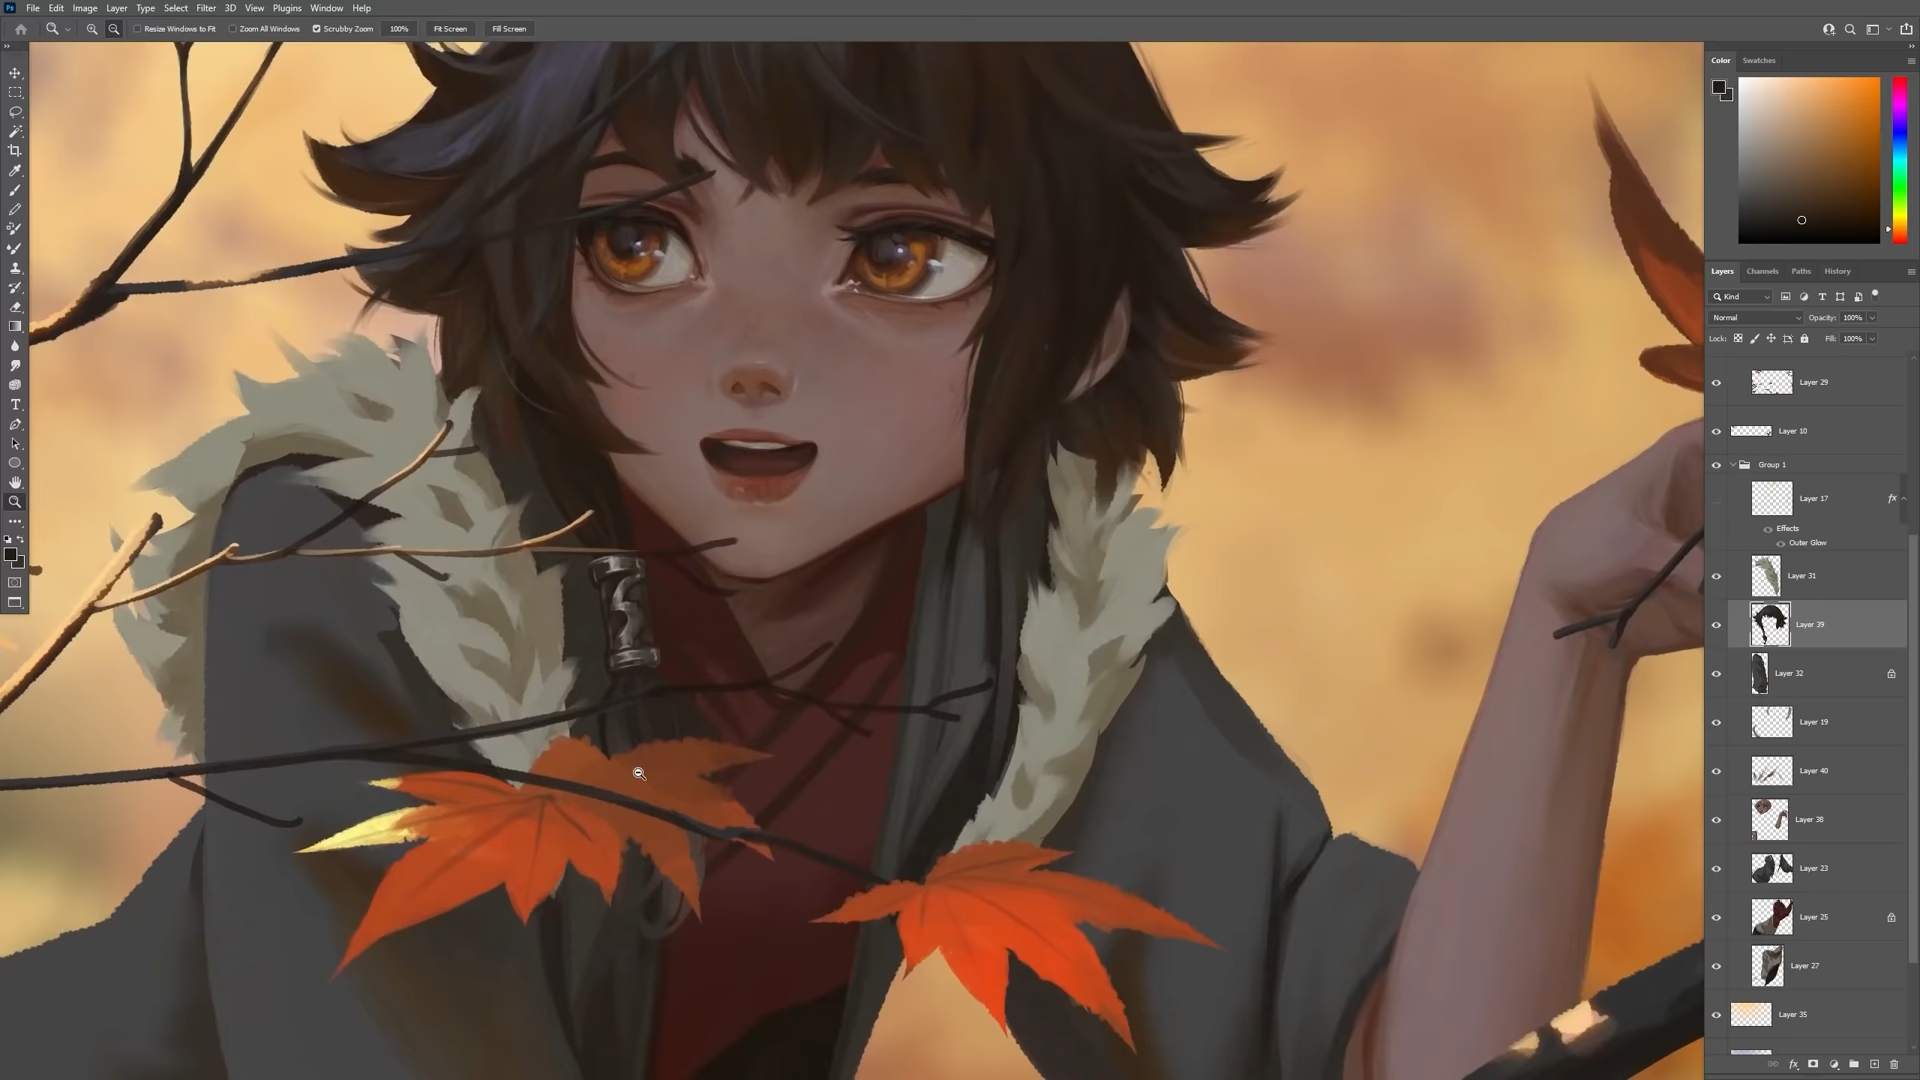 Ps File Edit Image Layer Type Select Filter 3D View Plugins Window Help
Resize Windows to Fit Zoom All Windows Scrubby Zoom 100% Fit Screen Fill Screen
Color Swatches
Layers Channels Paths History
Kind
Normal Opacity: 100%
Lock: Fill: 100%
Layer 29
Layer 10
Group 1
Layer 17 fx
Effects
Outer Glow
Layer 31
Layer 39
Layer 32
Layer 19
Layer 40
Layer 38
Layer 23
Layer 25
Layer 27
Layer 35
fx